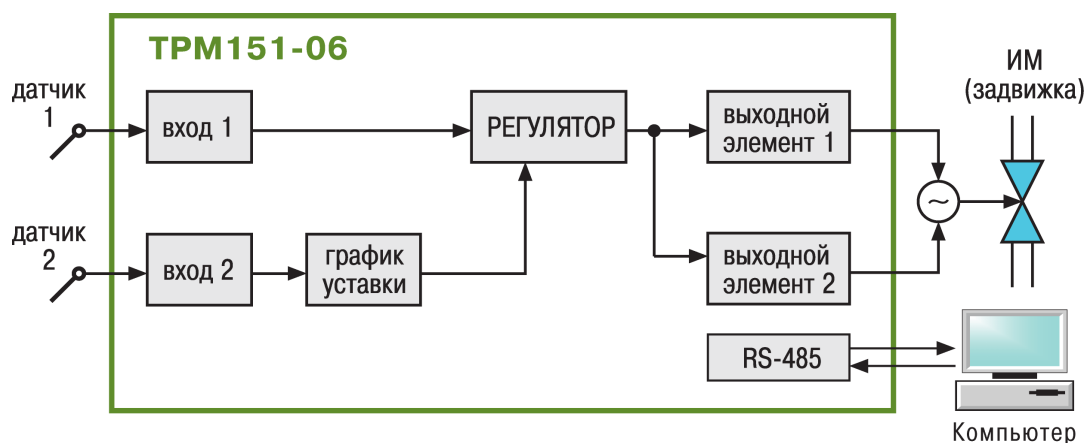 ТРМ151-06
датчик
1
вход 1
РЕГУЛЯТОР
выходной
элемент 1
ИМ
(задвижка)
датчик
2
вход 2
график
уставки
выходной
элемент 2
~
RS-485
Компьютер